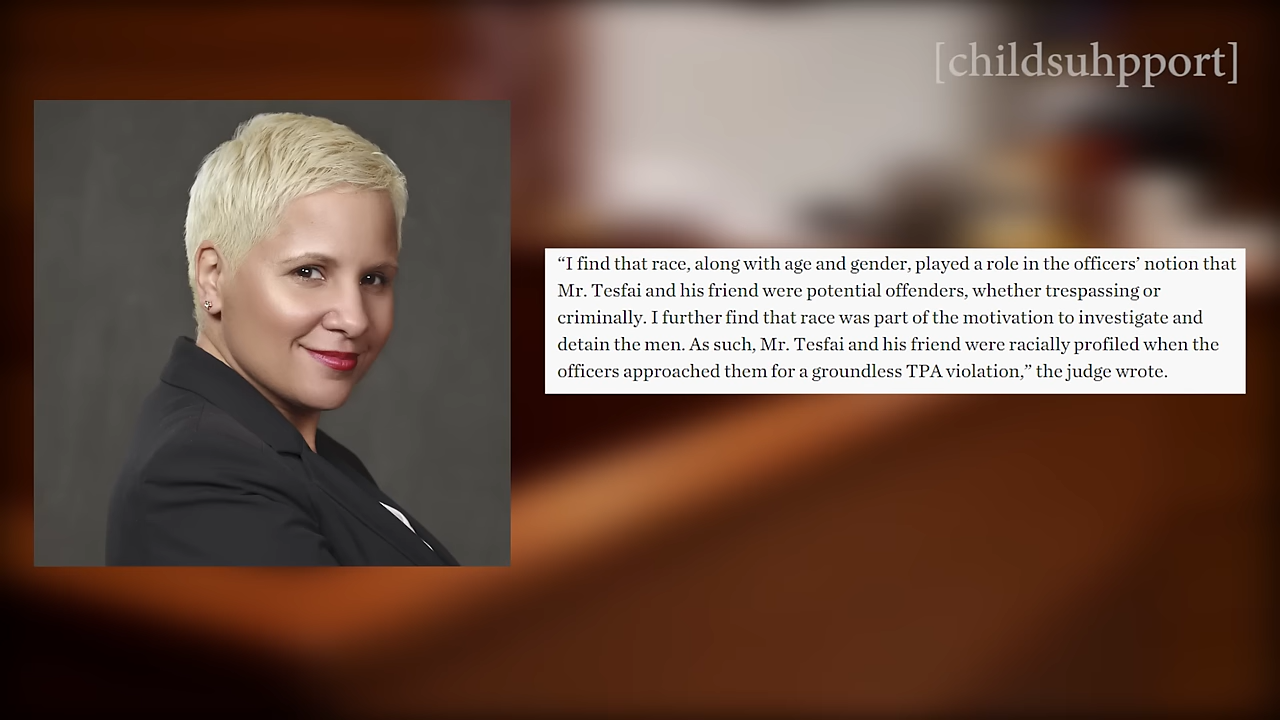 [childsuhpport]
“I find that race, along with age and gender, played a role in the officers’ notion that
Mr. Tesfai and his friend were potential offenders, whether trespassing or
criminally. I further find that race was part of the motivation to investigate and
detain the men. As such, Mr. Tesfai and his friend were racially profiled when the
officers approached them for a groundless TPA violation,” the judge wrote.